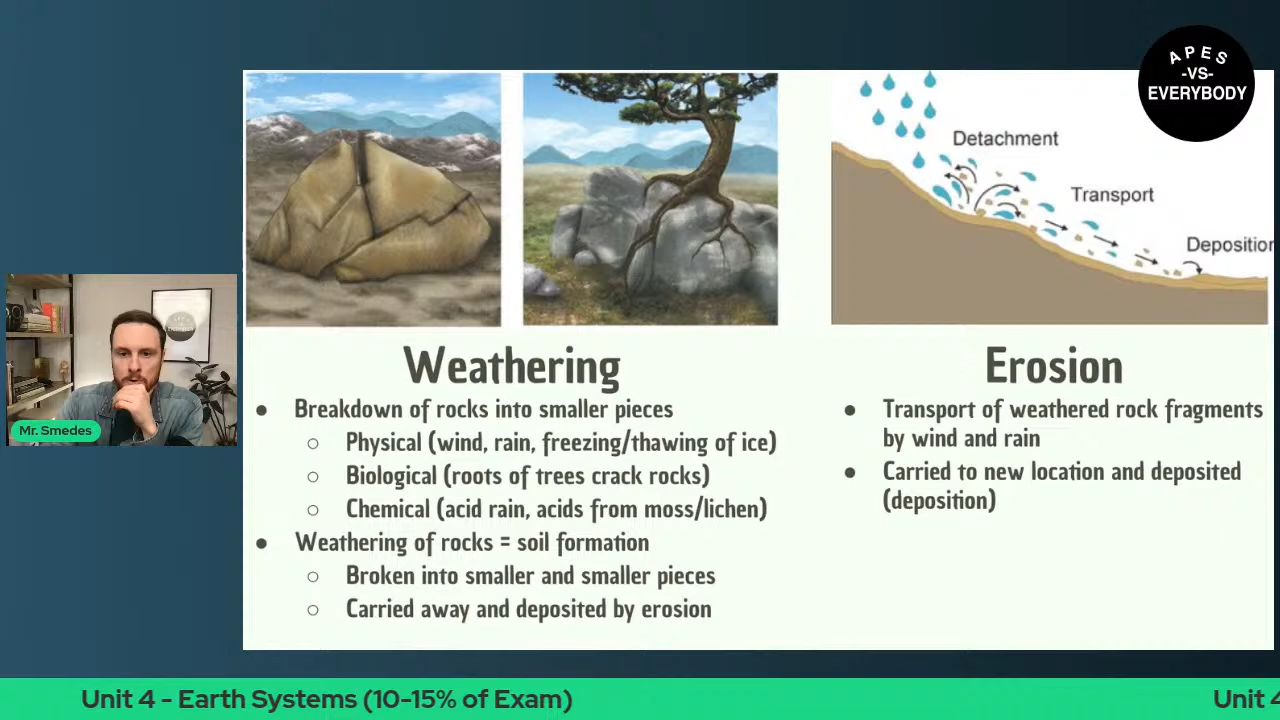 APES
-VS-
EVERYBODY
Detachment
Transport
Deposition
Weathering
● Breakdown of rocks into smaller pieces
○ Physical (wind, rain, freezing/thawing of ice)
○ Biological (roots of trees crack rocks)
○ Chemical (acid rain, acids from moss/lichen)
● Weathering of rocks = soil formation
○ Broken into smaller and smaller pieces
○ Carried away and deposited by erosion
Erosion
● Transport of weathered rock fragments
by wind and rain
● Carried to new location and deposited
(deposition)
Mr. Smedes
Unit 4 - Earth Systems (10-15% of Exam)
Unit 4